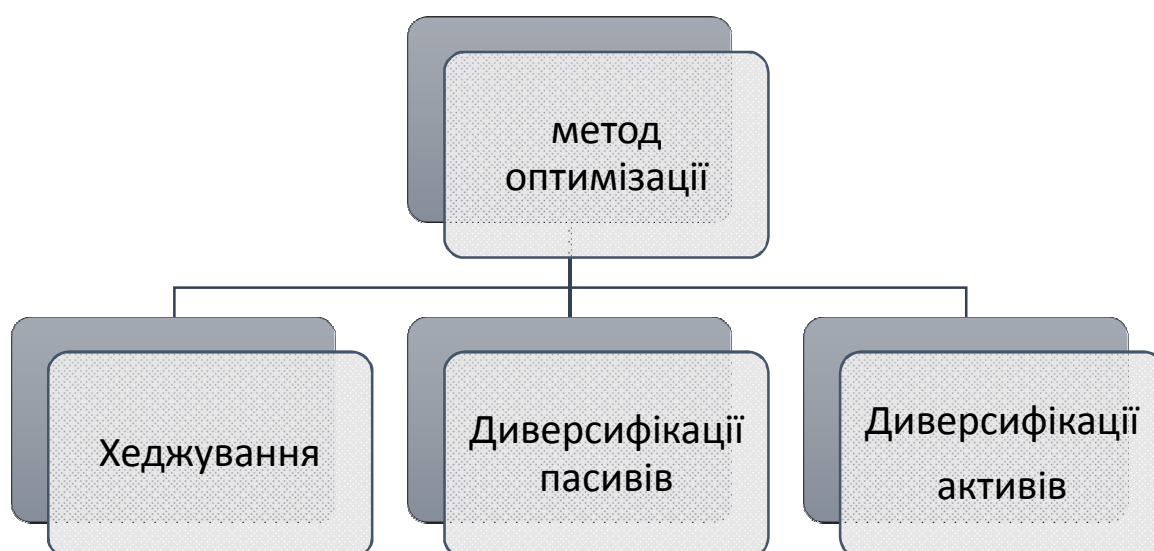 метод
оптимізації
Хеджування
Диверсифікації
пасивів
Диверсифікації
активів